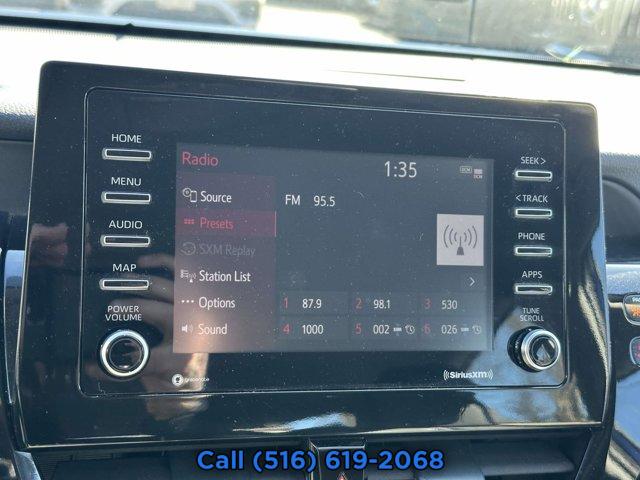 HOME
MENU
AUDIO
MAP
POWER
VOLUME
Radio
1:35
DCM
Source
FM 95.5
Presets
SXM Replay
Station List
Options
Sound
1 87.9 2 98.1 3 530
4 1000 5 002 6 026
SEEK >
< TRACK
PHONE
APPS
TUNE
SCROLL
gracenote
((SiriusXM))
Call (516) 619-2068